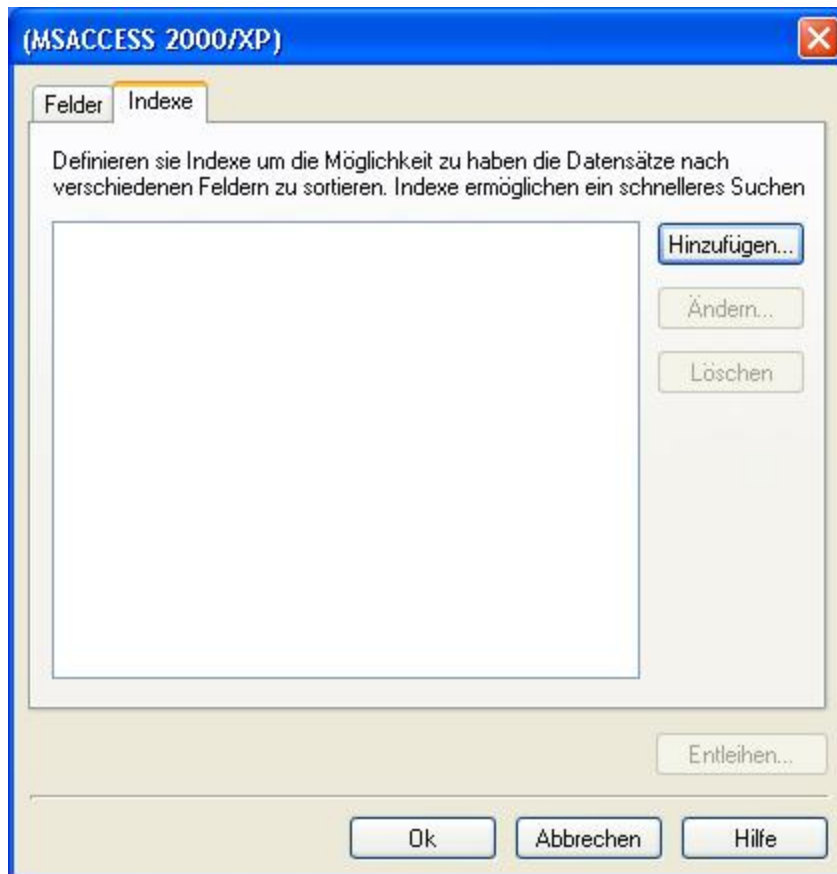 (MSACCESS 2000/XP)
Felder
Indexe
Definieren sie Indexe um die Möglichkeit zu haben die Datensätze nach
verschiedenen Feldern zu sortieren. Indexe ermöglichen ein schnelleres Suchen
Hinzufügen...
Ändern...
Löschen
Entleihen...
Ok
Abbrechen
Hilfe